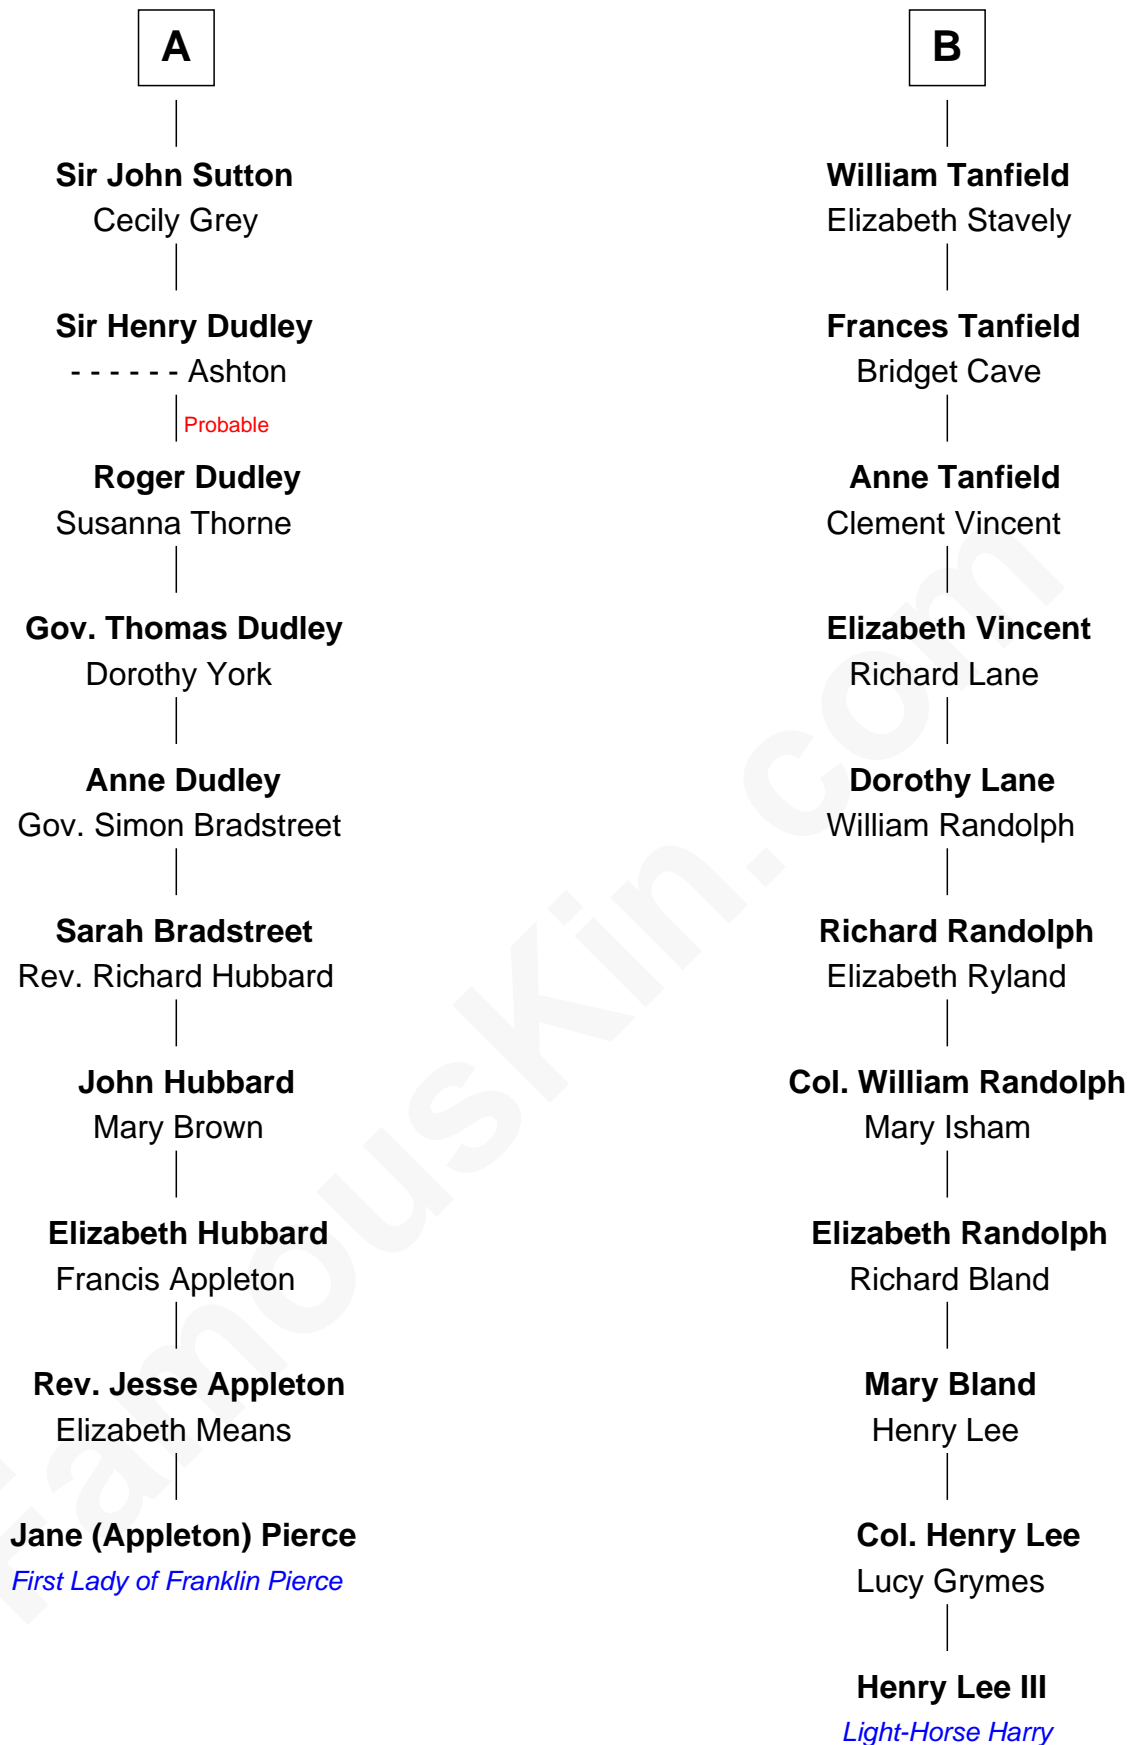 A
Sir John Sutton
Cecily Grey
Sir Henry Dudley
- - - - - - Ashton
Probable
Roger Dudley
Susanna Thorne
Gov. Thomas Dudley
Dorothy York
Anne Dudley
Gov. Simon Bradstreet
Sarah Bradstreet
Rev. Richard Hubbard
John Hubbard
Mary Brown
Elizabeth Hubbard
Francis Appleton
Rev. Jesse Appleton
Elizabeth Means
Jane (Appleton) Pierce
First Lady of Franklin Pierce
B
William Tanfield
Elizabeth Stavely
Frances Tanfield
Bridget Cave
Anne Tanfield
Clement Vincent
Elizabeth Vincent
Richard Lane
Dorothy Lane
William Randolph
Richard Randolph
Elizabeth Ryland
Col. William Randolph
Mary Isham
Elizabeth Randolph
Richard Bland
Mary Bland
Henry Lee
Col. Henry Lee
Lucy Grymes
Henry Lee III
Light-Horse Harry
FamousKin.com